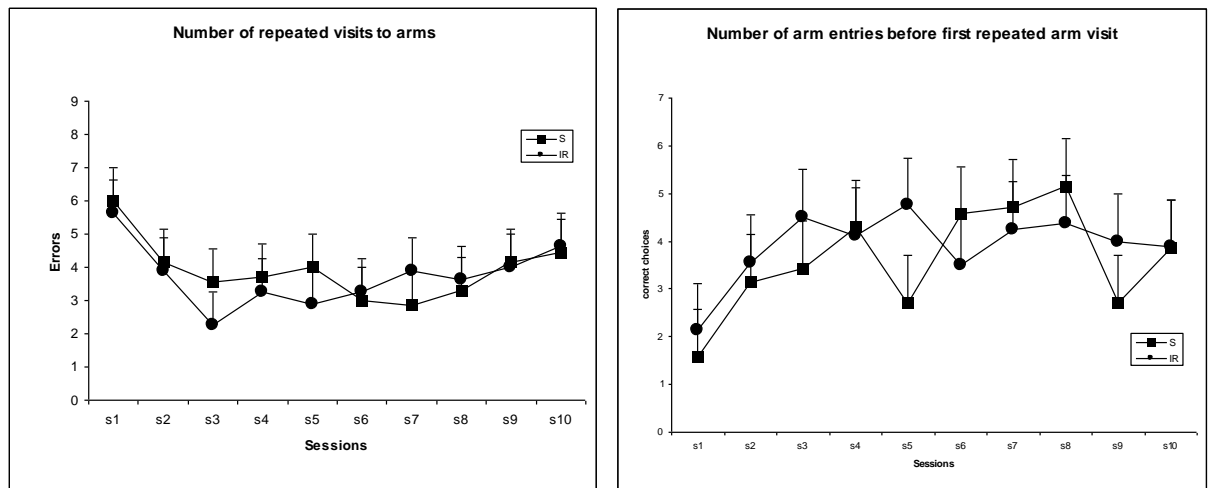 Number of repeated visits to arms
9
8
7
6
5
4
3
2
1
0
Errors
S
IR
s1 s2 s3 s4 s5 s6 s7 s8 s9 s10
Sessions
Number of arm entries before first repeated arm visit
7
6
5
4
3
2
1
0
correct choices
S
IR
s1 s2 s3 s4 s5 s6 s7 s8 s9 s10
Sessions